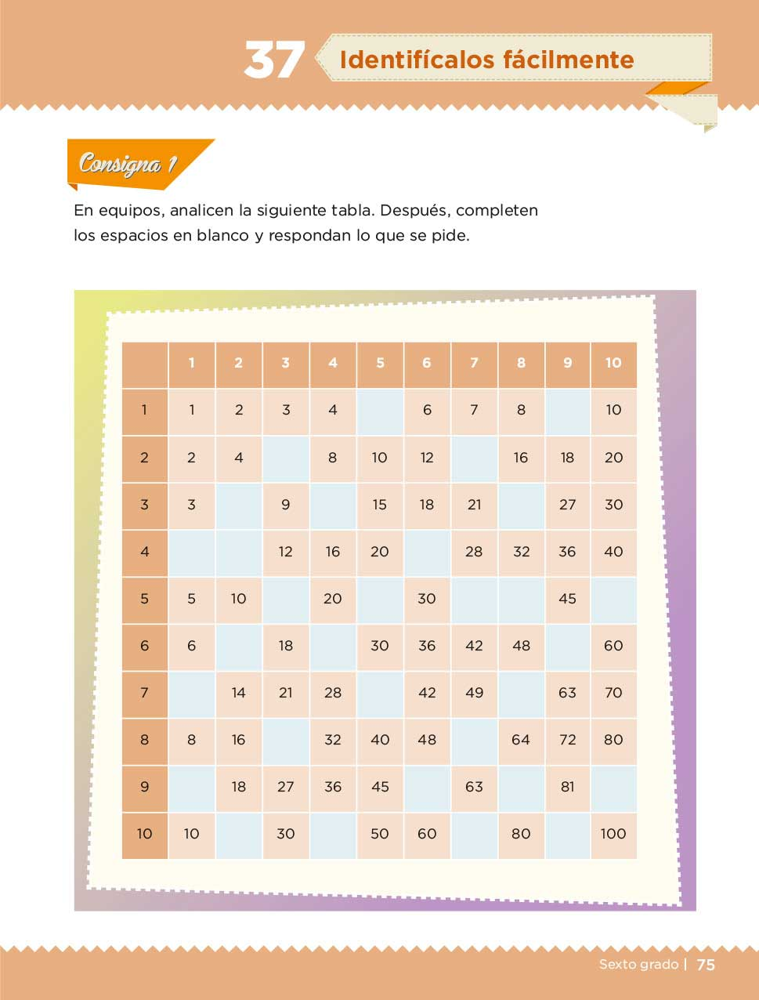 37 Identifícalos fácilmente
Consigna 1
En equipos, analicen la siguiente tabla. Después, completen
los espacios en blanco y respondan lo que se pide.
1 2 3 4 5 6 7 8 9 10
1 1 2 3 4 6 7 8 10
2 2 4 8 10 12 16 18 20
3 3 9 15 18 21 27 30
4 12 16 20 28 32 36 40
5 5 10 20 30 45
6 6 18 30 36 42 48 60
7 14 21 28 42 49 63 70
8 8 16 32 40 48 64 72 80
9 18 27 36 45 63 81
10 10 30 50 60 80 100
Sexto grado | 75